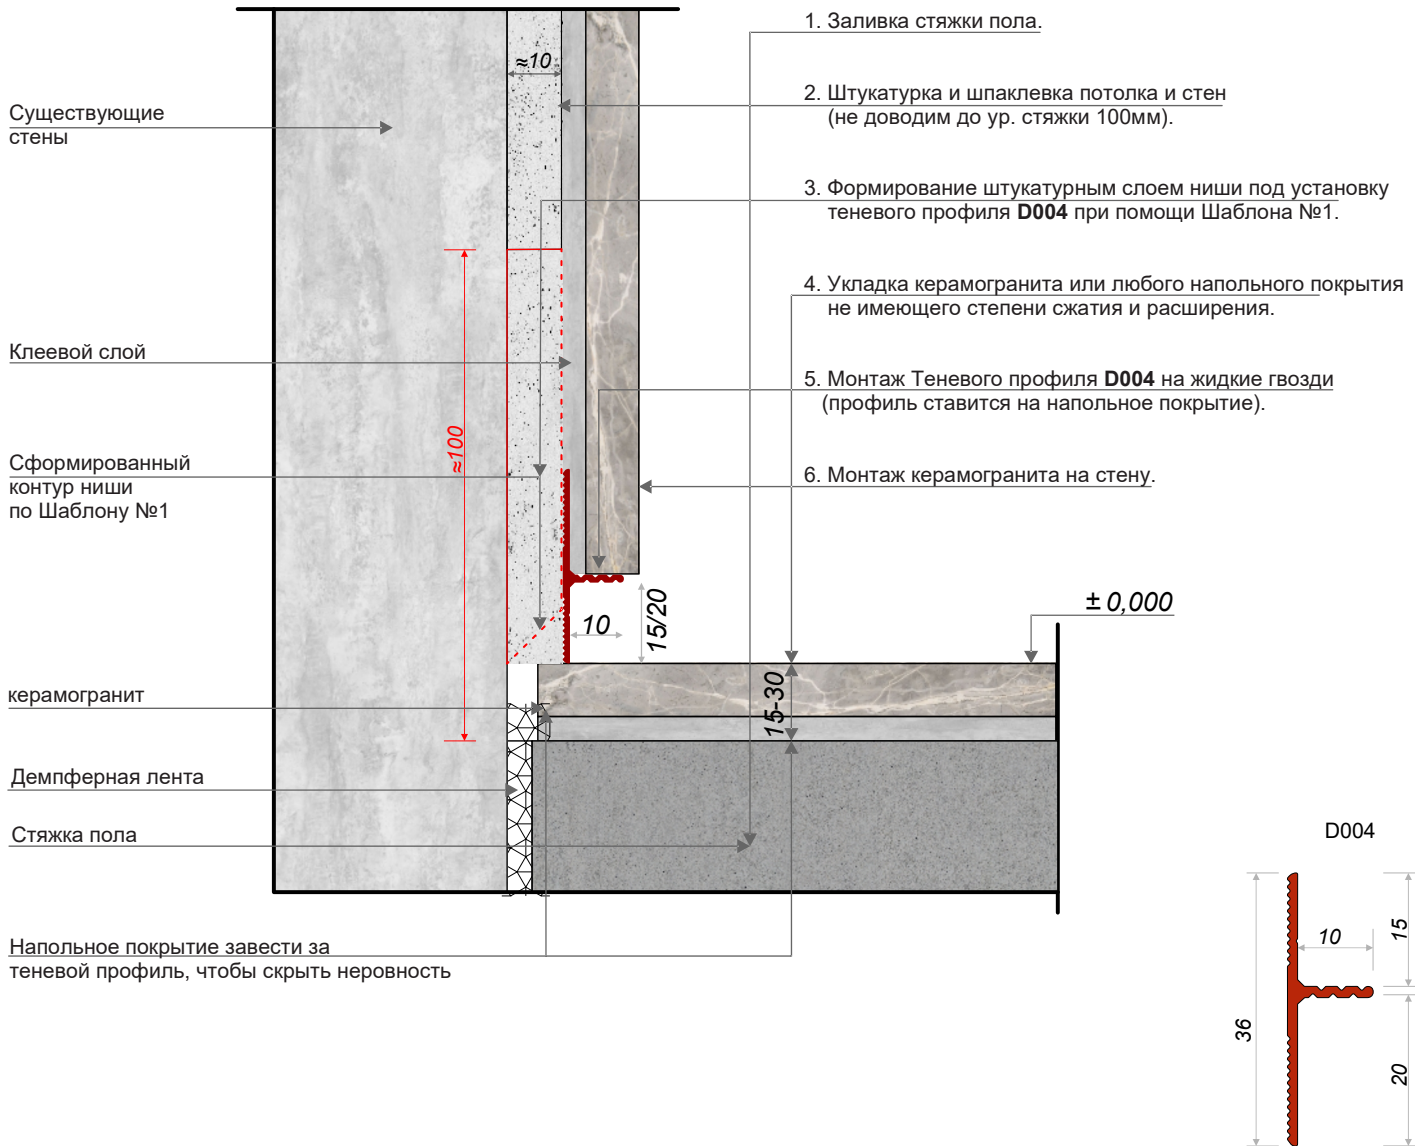 1. Заливка стяжки пола.
≈10
2. Штукатурка и шпаклевка потолка и стен
(не доводим до ур. стяжки 100мм).
Существующие
стены
3. Формирование штукатурным слоем ниши под установку
теневого профиля D004 при помощи Шаблона №1.
4. Укладка керамогранита или любого напольного покрытия
не имеющего степени сжатия и расширения.
Клеевой слой
5. Монтаж Теневого профиля D004 на жидкие гвозди
(профиль ставится на напольное покрытие).
≈100
Сформированный
контур ниши
по Шаблону №1
6. Монтаж керамогранита на стену.
± 0,000
10
15/20
керамогранит
15-30
Демпферная лента
Стяжка пола
D004
Напольное покрытие завести за
теневой профиль, чтобы скрыть неровность
10
15
36
20